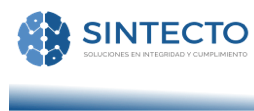 SINTECTO
SOLUCIONES EN INTEGRIDAD Y CUMPLIMIENTO